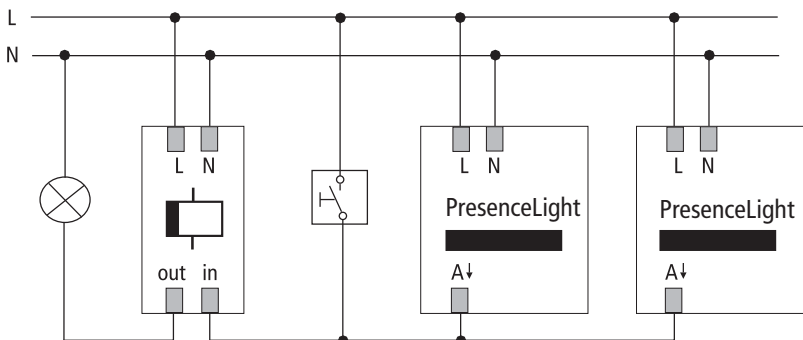 L
N
L N
L N
L N
PresenceLight
PresenceLight
out in
A↓
A↓